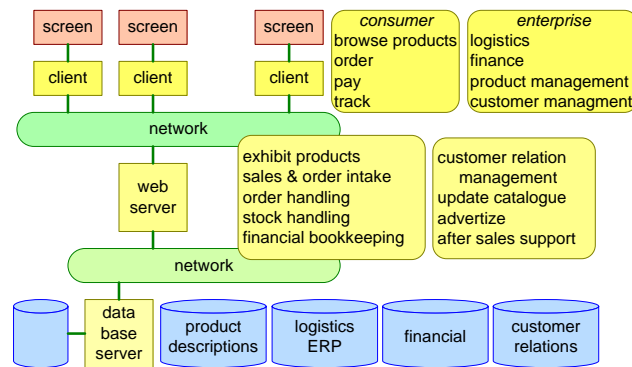 screen
screen
screen
client
client
client
consumer
browse products
order
pay
track
enterprise
logistics
finance
product management
customer managment
network
web
server
exhibit products
sales & order intake
order handling
stock handling
financial bookkeeping
customer relation
management
update catalogue
advertize
after sales support
network
data
base
server
product
descriptions
logistics
ERP
financial
customer
relations